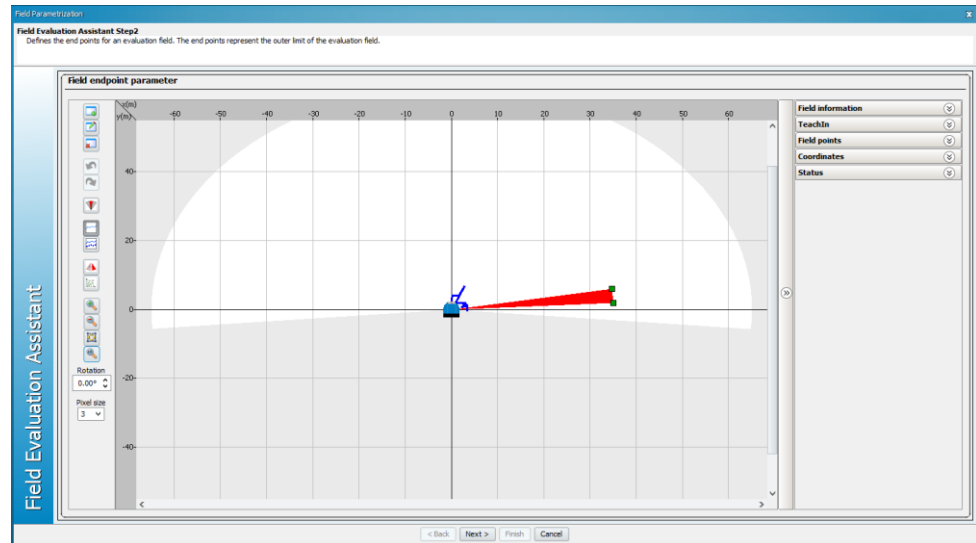 Field Parametrization
x
Field Evaluation Assistant Step2
Defines the end points for an evaluation field. The end points represent the outer limit of the evaluation field.
Field Evaluation Assistant
Field endpoint parameter
x(m)
y(m)
-60 -50 -40 -30 -20 -10 0 10 20 30 40 50 60
40
20
0
-20
-40
Rotation
0.00°
Pixel size
3
Field information
TeachIn
Field points
Coordinates
Status
< Back Next > Finish Cancel